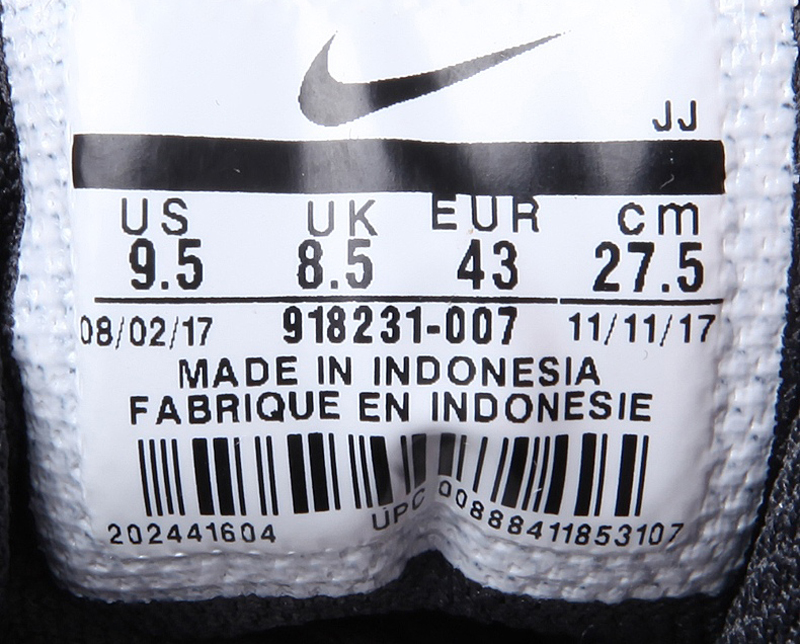 JJ
US UK EUR cm
9.5 8.5 43 27.5
08/02/17 918231-007 11/11/17
MADE IN INDONESIA
FABRIQUE EN INDONESIE
202441604 UPC 00888411853107